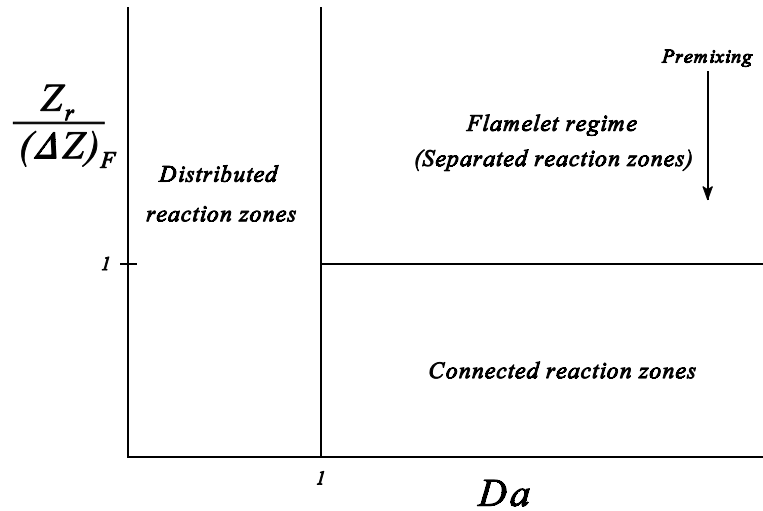 Premixing
Z_r
(ΔZ)_F
Flamelet regime
(Separated reaction zones)
Distributed
reaction zones
1
Connected reaction zones
1
Da